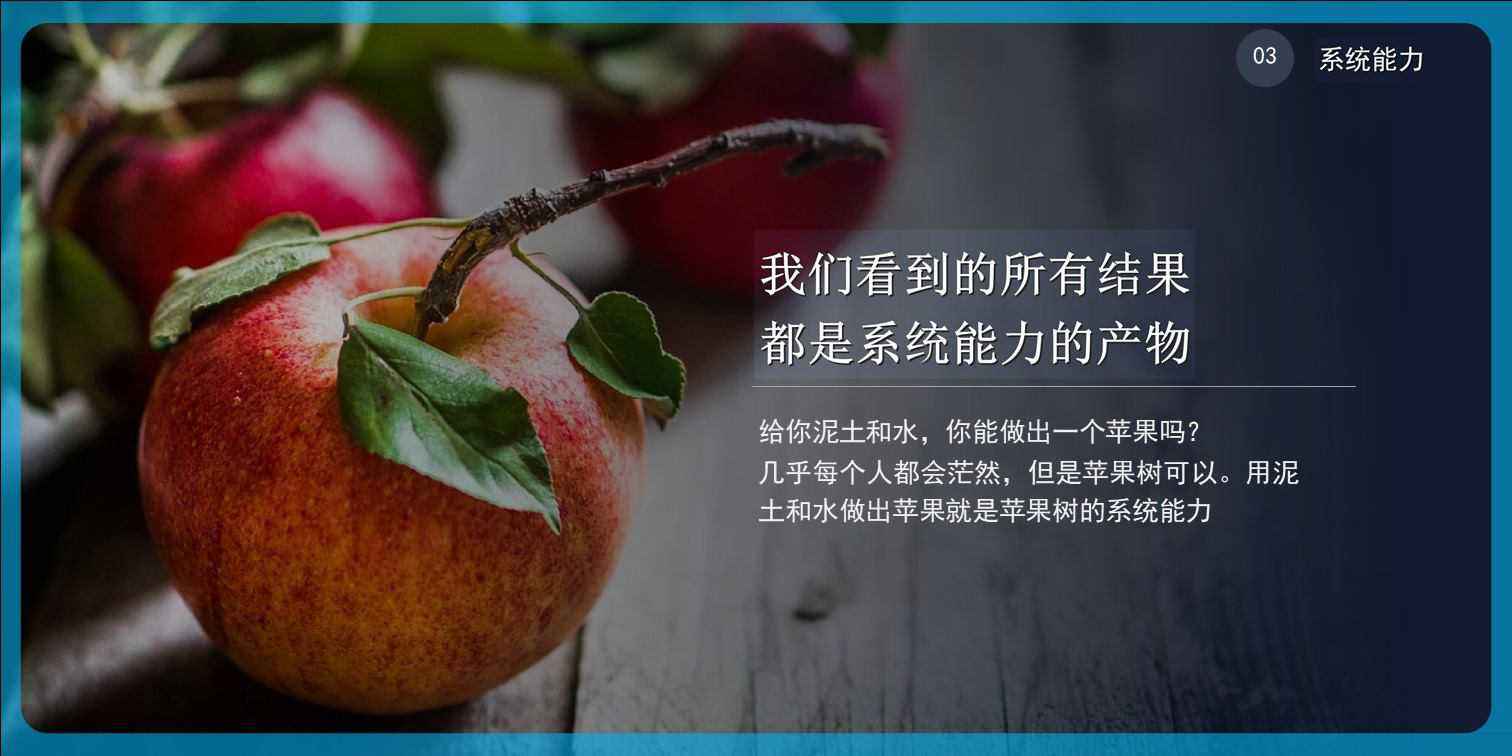 03 系统能力
我们看到的所有结果
都是系统能力的产物
给你泥土和水，你能做出一个苹果吗？
几乎每个人都会茫然，但是苹果树可以。用泥
土和水做出苹果就是苹果树的系统能力